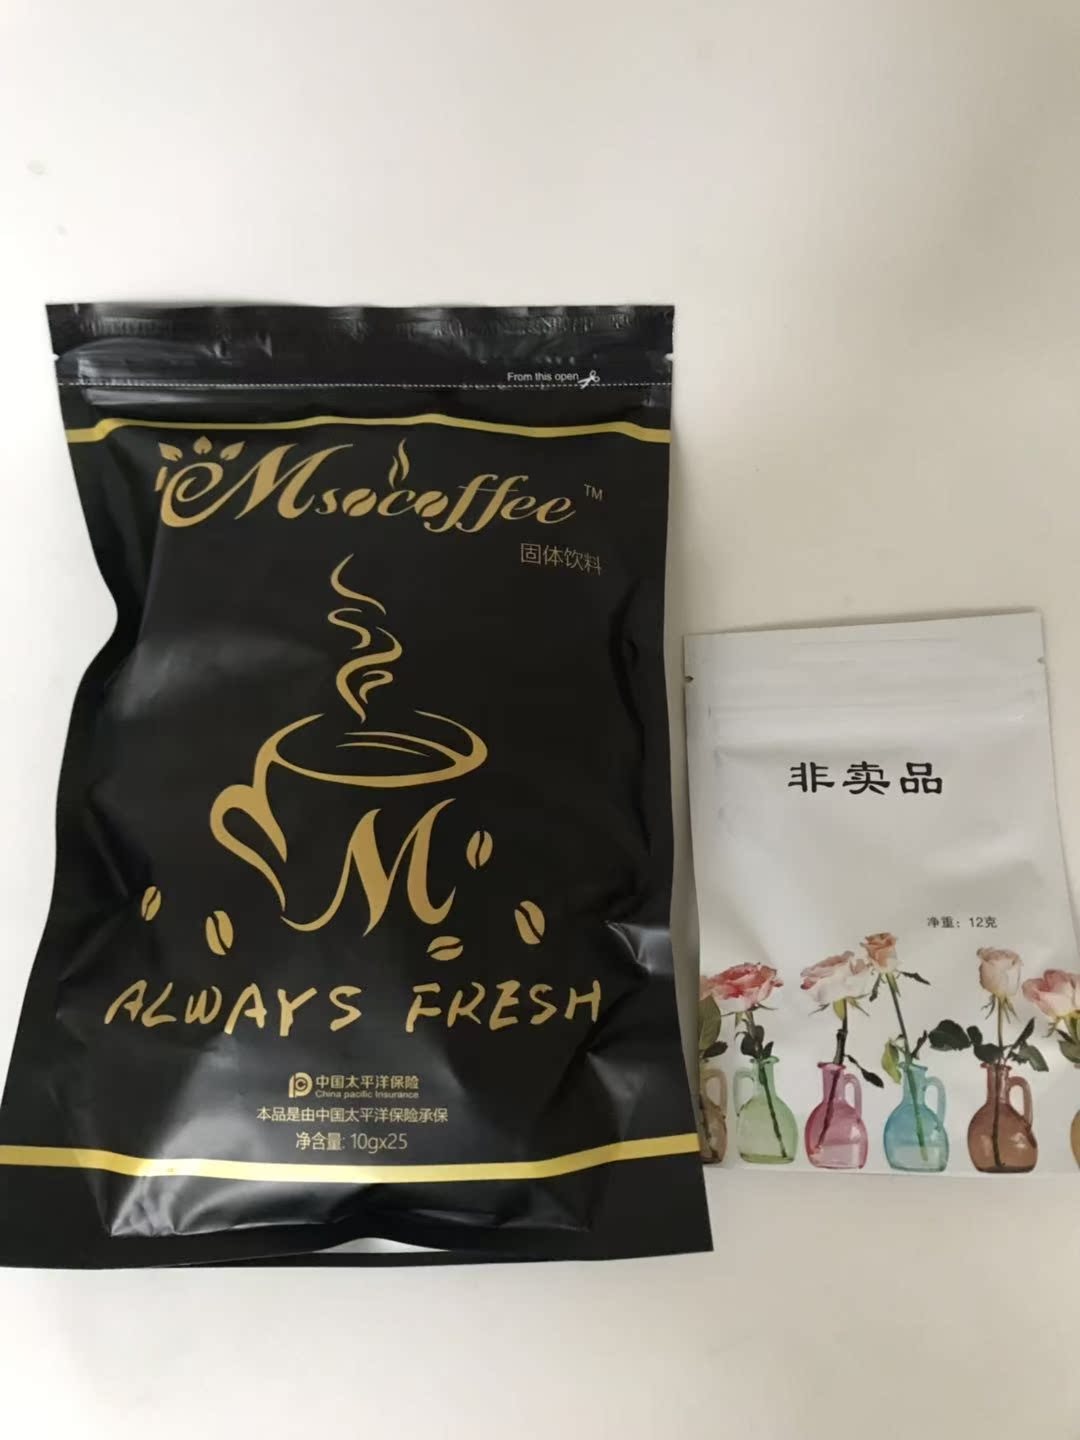 From this open
Msocoffee™
固体饮料
M
ALWAYS FRESH
中国太平洋保险
China pacific Insurance
本品是由中国太平洋保险承保
净含量: 10gx25
非卖品
净重：12克